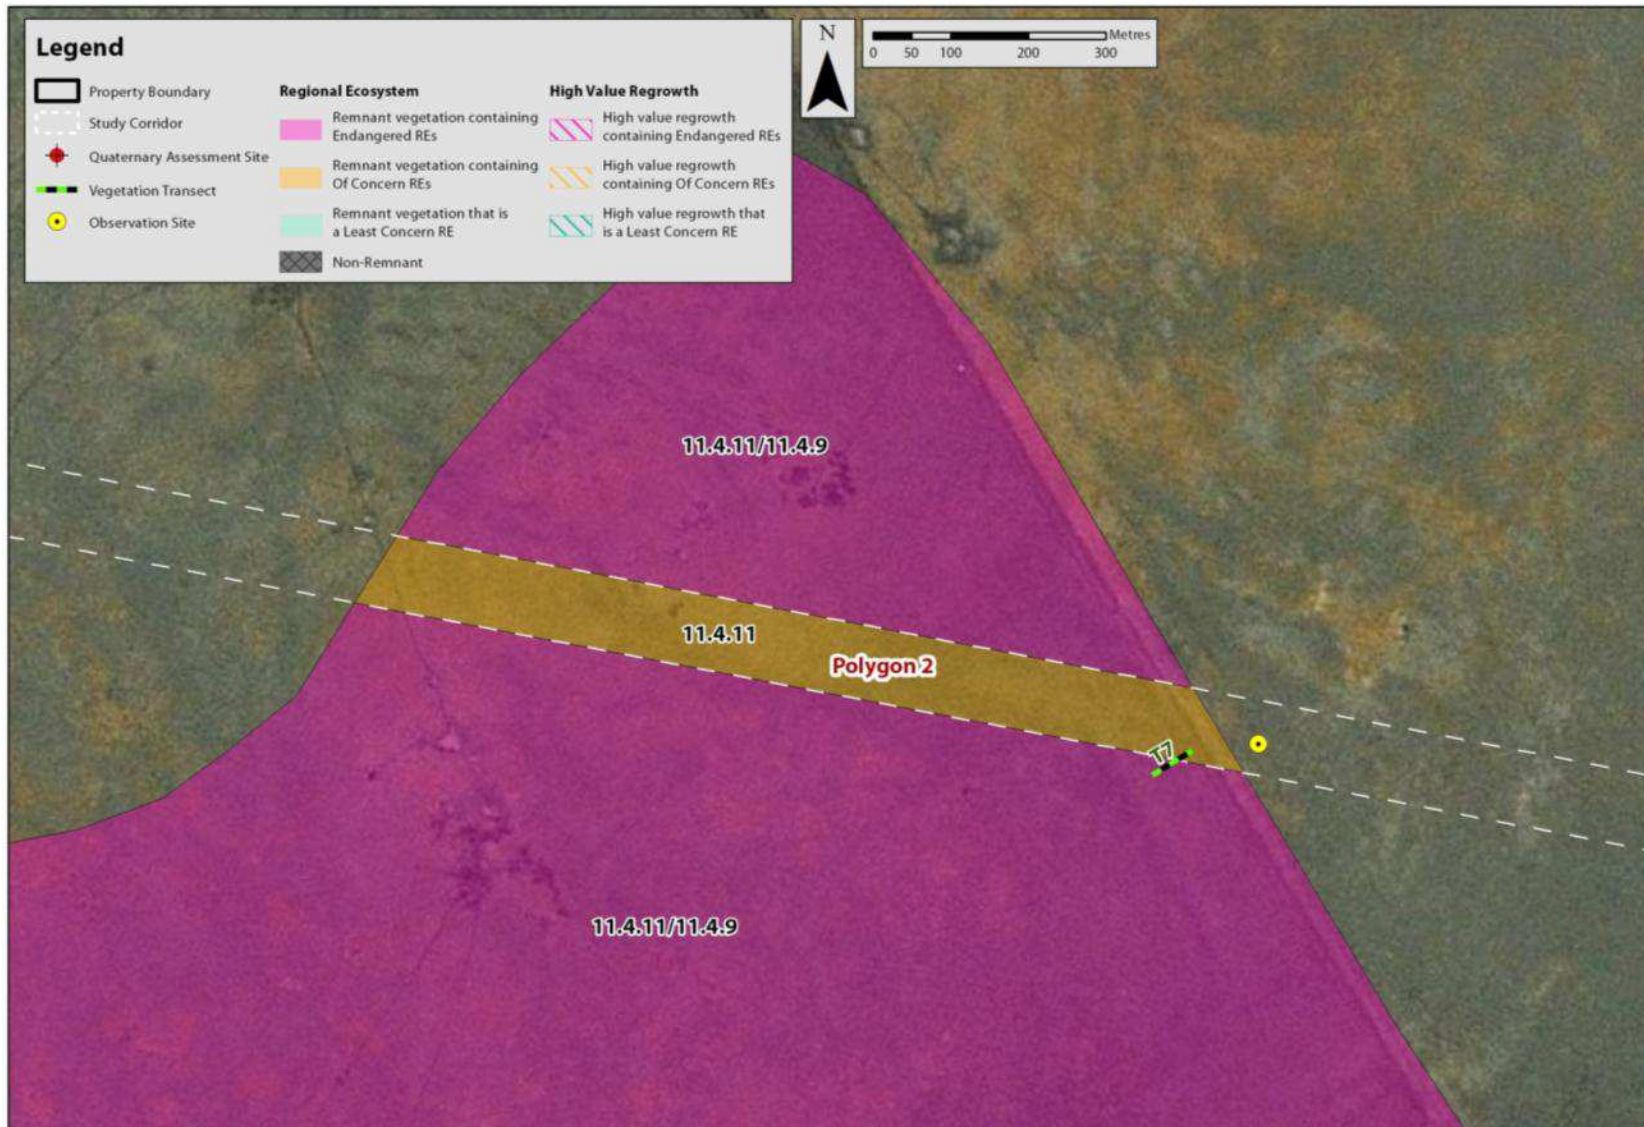 Legend
Property Boundary
Study Corridor
Quaternary Assessment Site
Vegetation Transect
Observation Site
Regional Ecosystem
Remnant vegetation containing
Endangered REs
Remnant vegetation containing
Of Concern REs
Remnant vegetation that is
a Least Concern RE
Non-Remnant
High Value Regrowth
High value regrowth
containing Endangered REs
High value regrowth
containing Of Concern REs
High value regrowth that
is a Least Concern RE
N
Metres
0 50 100 200 300
11.4.11/11.4.9
11.4.11
Polygon 2
T7
11.4.11/11.4.9